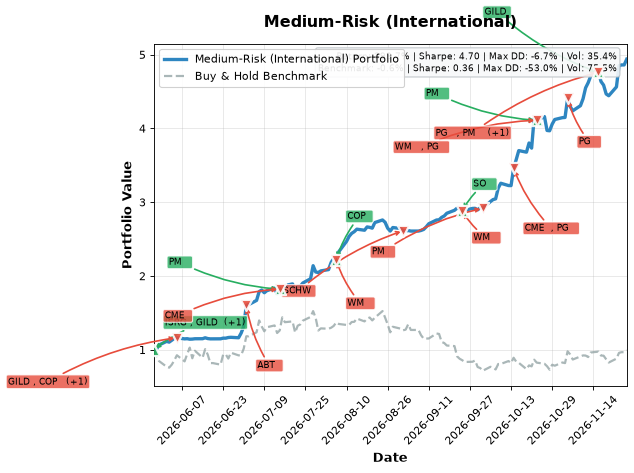 Medium-Risk (International)
GILD
Medium-Risk (International) Portfolio
Buy & Hold Benchmark
% | Sharpe: 4.70 | Max DD: -6.7% | Vol: 35.4%
| Sharpe: 0.36 | Max DD: -53.0% | Vol:
PM
PG , PM (+1)
WM , PG
PG
SO
COP
CME , PG
WM
PM
PM
SCHW
WM
CME
GILD (+1)
ABT
GILD , COP (+1)
Portfolio Value
5
4
3
2
1
2026-06-07
2026-06-23
2026-07-09
2026-07-25
2026-08-10
2026-08-26
2026-09-11
2026-09-27
2026-10-13
2026-10-29
2026-11-14
Date